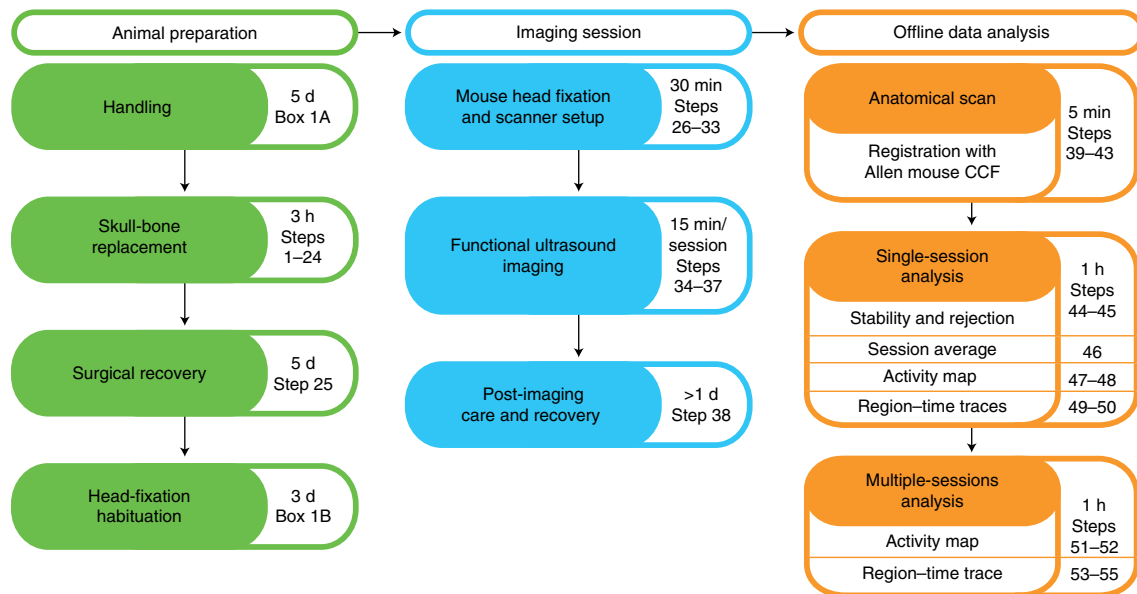 Animal preparation
Handling
5 d
Box 1A
Skull-bone
replacement
3 h
Steps
1–24
Surgical recovery
5 d
Step 25
Head-fixation
habituation
3 d
Box 1B
Imaging session
Mouse head fixation
and scanner setup
30 min
Steps
26–33
Functional ultrasound
imaging
15 min/
session
Steps
34–37
Post-imaging
care and recovery
>1 d
Step 38
Offline data analysis
Anatomical scan
Registration with
Allen mouse CCF
5 min
Steps
39–43
Single-session
analysis
Stability and rejection
1 h
Steps
44–45
Session average
46
Activity map
47–48
Region–time traces
49–50
Multiple-sessions
analysis
Activity map
1 h
Steps
51–52
Region–time trace
53–55